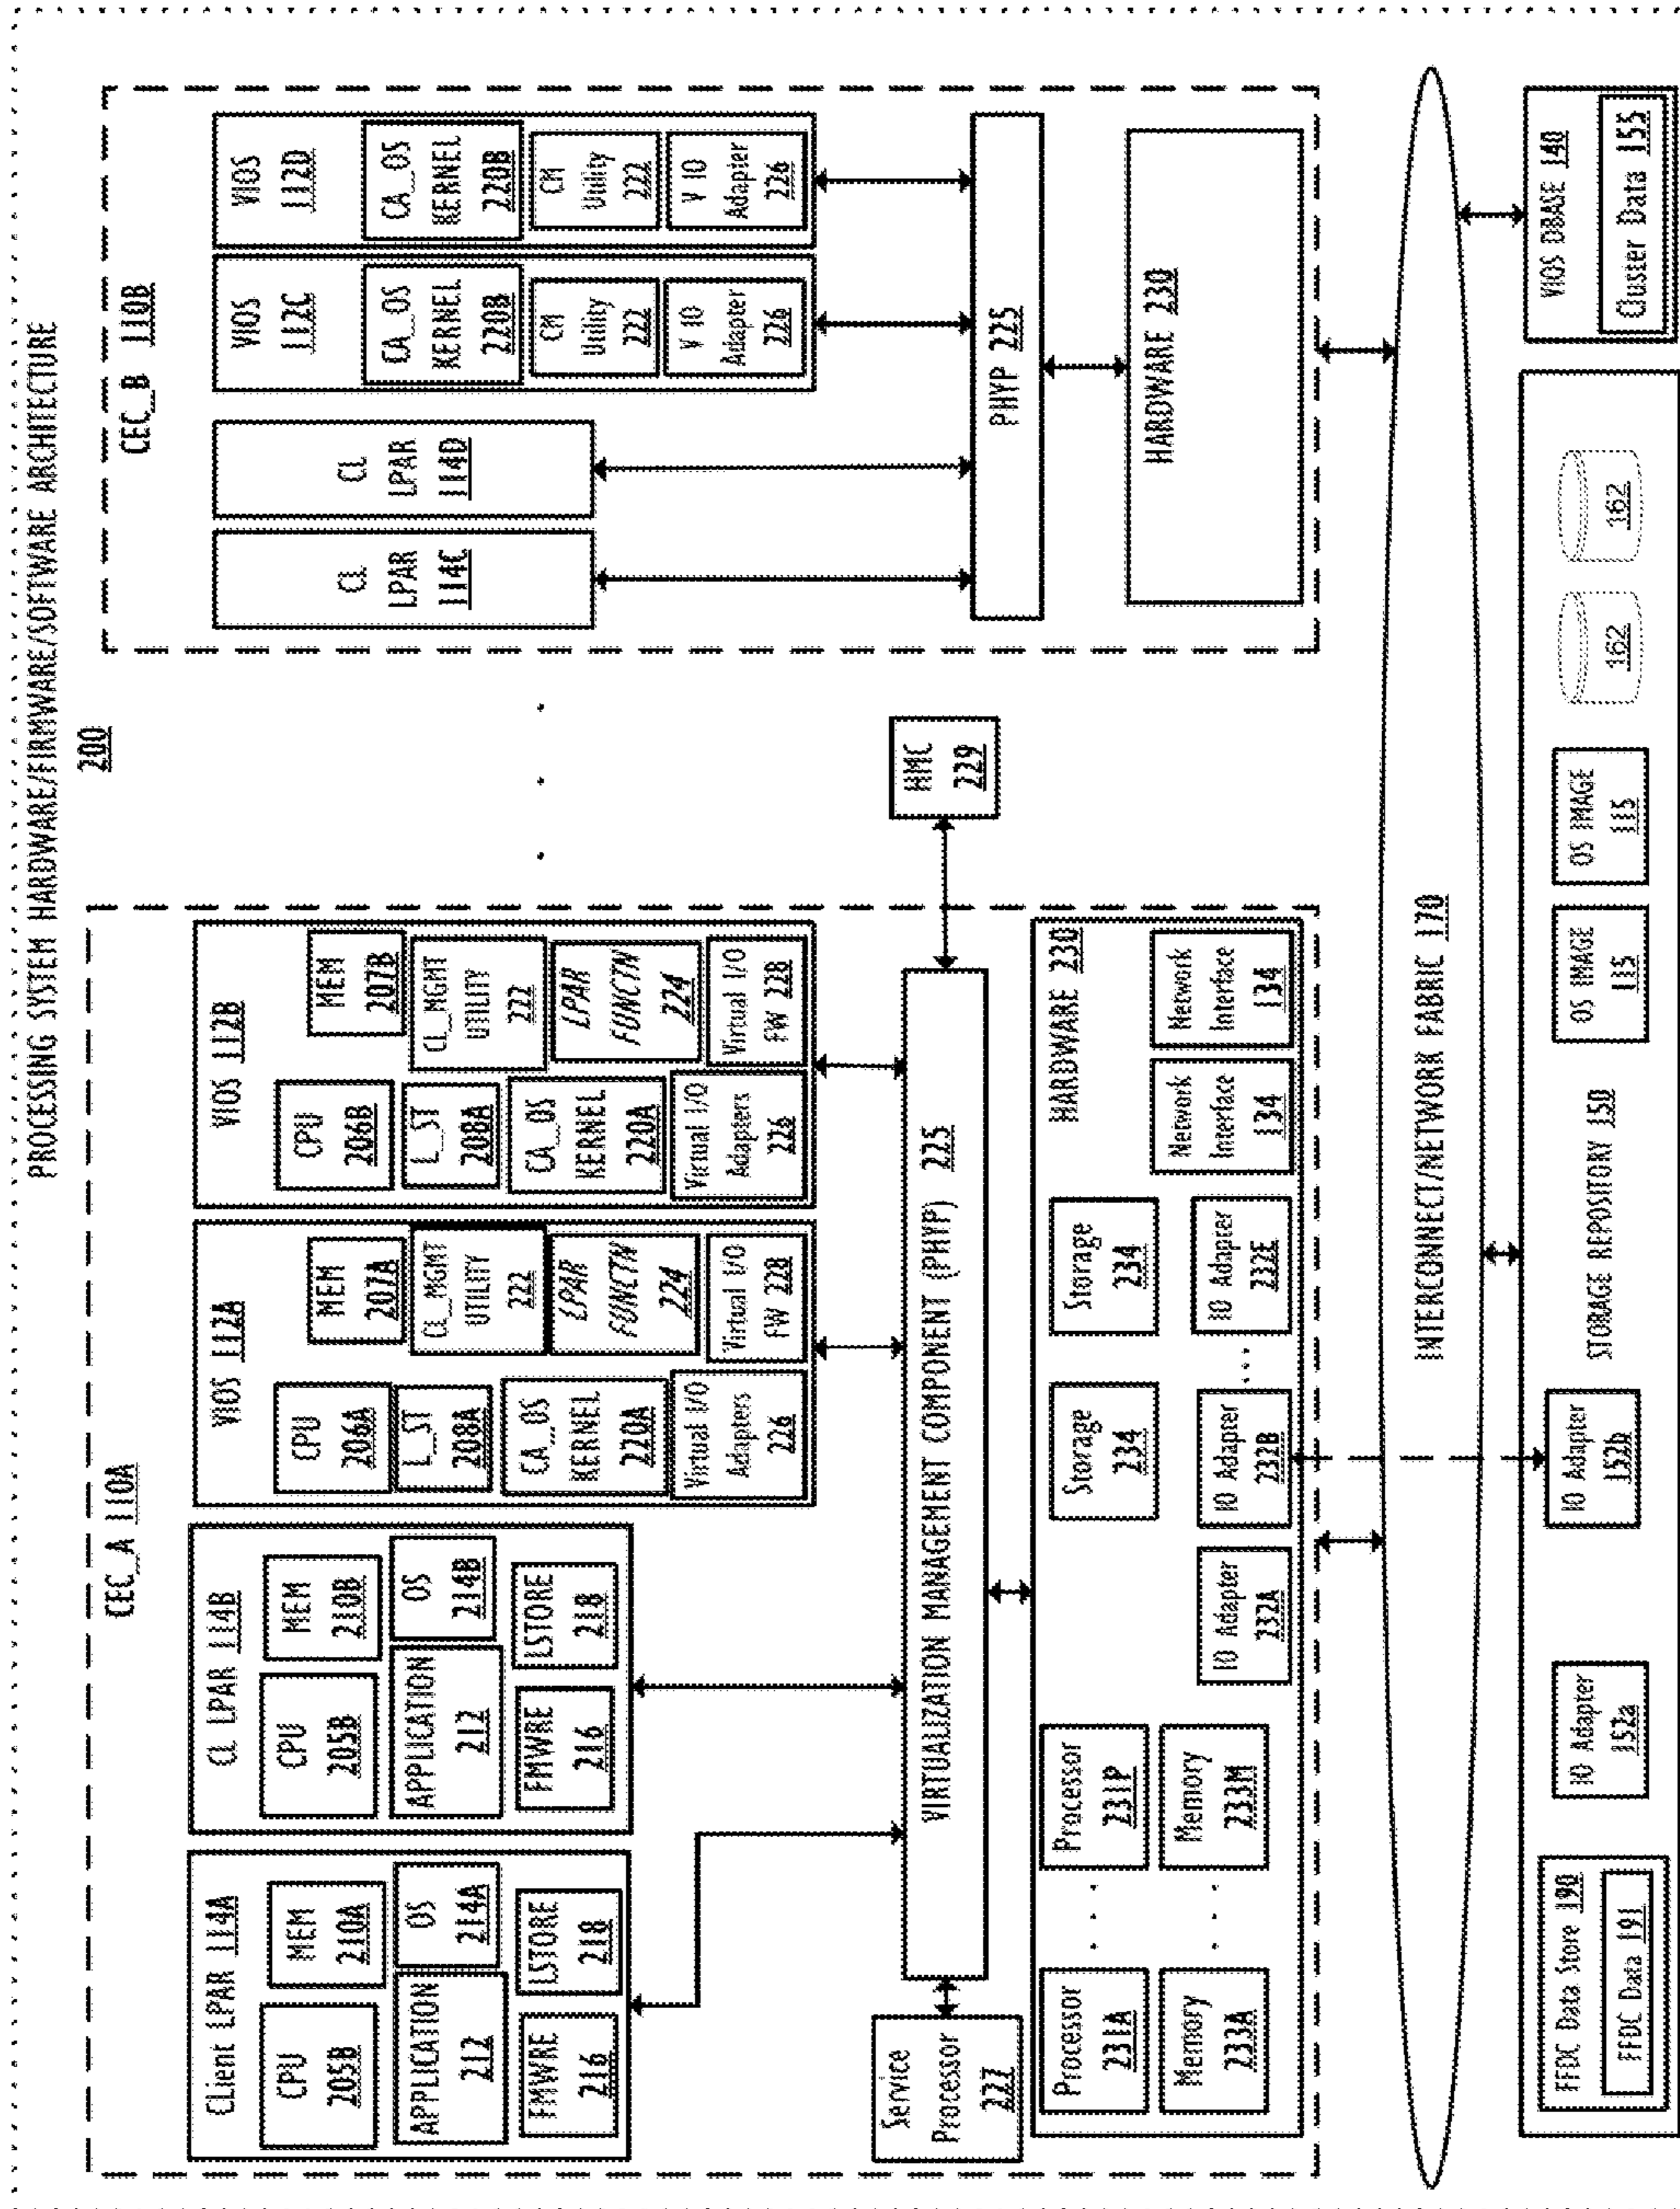 PROCESSING SYSTEM HARDWARE/FIRMWARE/SOFTWARE ARCHITECTURE
200
CEC_A 110A
CLient LPAR 114A
CPU
205B
MEM
210A
APPLICATION
212
OS
214A
FMWRE
216
LSTORE
218
CL LPAR 114B
CPU
205B
MEM
210B
APPLICATION
212
OS
214B
FMWRE
216
LSTORE
218
VIOS 112A
CPU
206A
MEM
207A
L_ST
208A
CL_MGMT
UTILITY
222
CA_OS
KERNEL
220A
LPAR
FUNCTN
224
Virtual I/O
Adapters
226
Virtual I/O
FW 228
VIOS 112B
CPU
206B
MEM
207B
L_ST
208A
CL_MGMT
UTILITY
222
CA_OS
KERNEL
220A
LPAR
FUNCTN
224
Virtual I/O
Adapters
226
Virtual I/O
FW 228
Service
Processor
227
VIRTUALIZATION MANAGEMENT COMPONENT (PHYP) 225
HMC
229
HARDWARE 230
Processor
231A
. . .
Processor
231P
Memory
233A
. . .
Memory
233M
Storage
234
Storage
234
IO Adapter
232A
IO Adapter
232B
...
IO Adapter
232E
Network
Interface
134
Network
Interface
134
. . .
CEC_B 110B
CL
LPAR
114C
CL
LPAR
114D
VIOS
112C
CA_OS
KERNEL
220B
CM
Utility
222
V IO
Adapter
226
VIOS
112D
CA_OS
KERNEL
220B
CM
Utility
222
V IO
Adapter
226
PHYP 225
HARDWARE 230
INTERCONNECT/NETWORK FABRIC 170
FFDC Data Store 190
FFDC Data 191
IO Adapter
152a
IO Adapter
152b
STORAGE REPOSITORY 150
OS IMAGE
115
OS IMAGE
115
162
162
VIOS DBASE 140
Cluster Data 155